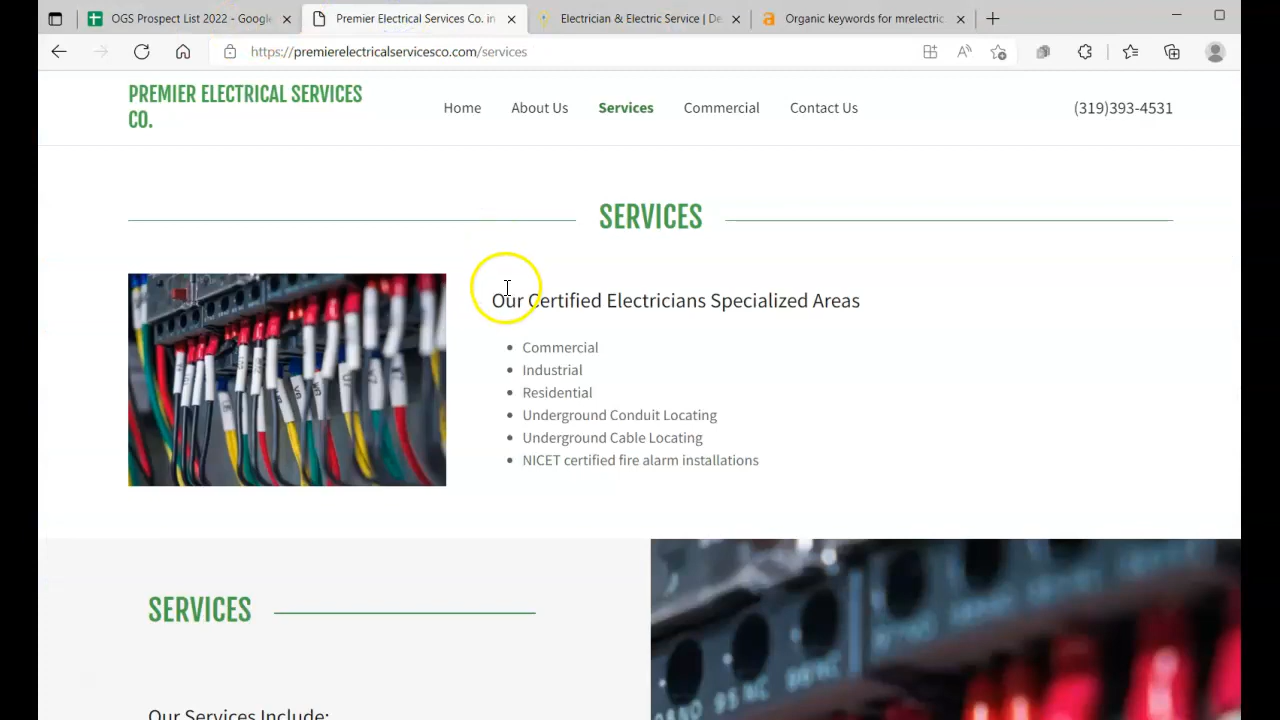 OGS Prospect List 2022 - Google
Premier Electrical Services Co. in
Electrician & Electric Service | De
Organic keywords for mrelectric
https://premierelectricalservicesco.com/services
PREMIER ELECTRICAL SERVICES
CO.
Home
About Us
Services
Commercial
Contact Us
(319)393-4531
SERVICES
Our Certified Electricians Specialized Areas
• Commercial
• Industrial
• Residential
• Underground Conduit Locating
• Underground Cable Locating
• NICET certified fire alarm installations
SERVICES
Our Services Include: